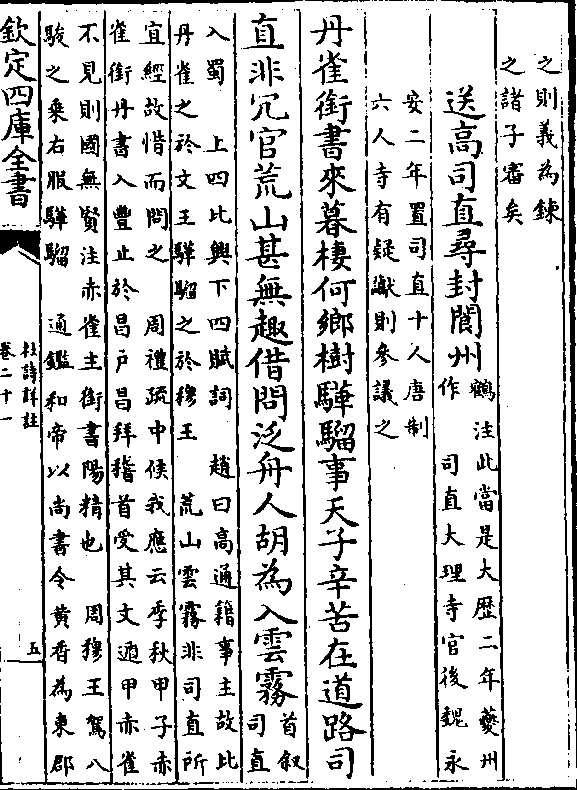 之則義為鍊
之諸子審矣
送高司直尋封閬州
鶴注此當是大歴二年夔州
作　司直大理寺官後魏永
安二年置司直十人唐制
六人寺有疑獄則參議之
丹雀銜書來暮棲何鄉樹驊騮事天子辛苦在道路司
直非冗官荒山甚無趣借問泛舟人胡為入雲霧
首叙
司直
入蜀　上四比興下四賦詞　趙曰高通籍事主故比
丹雀之於文王驊騮之於穆王　荒山雲霧非司直所
宜經故惜而問之　周禮疏中候我應云季秋甲子赤
雀銜丹書入豐止於昌户昌拜稽首受其文遁甲赤雀
不見則國無賢注赤雀主銜書陽精也　周穆王駕八
駿之乗右服驊騮　通鑑和帝以尚書令黄香為東郡
欽定四庫全書
杜詩詳註
卷二十一
五